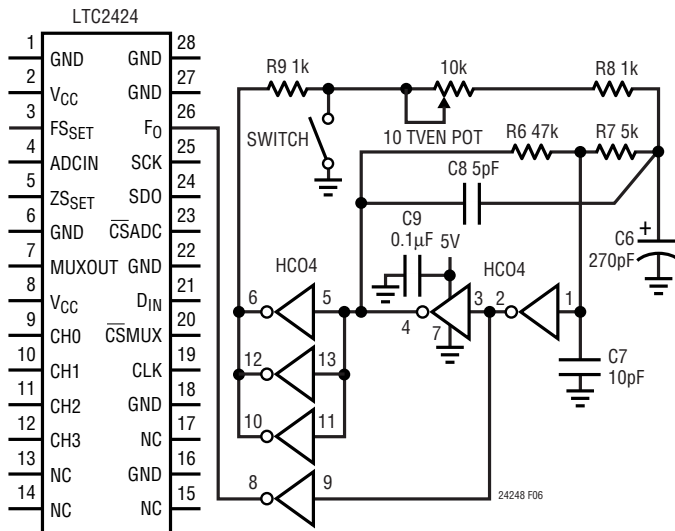 LTC2424
1 GND GND 28
2 VCC GND 27
3 FSSET FO 26
4 ADCIN SCK 25
5 ZSSET SDO 24
6 GND CSADC 23
7 MUXOUT GND 22
8 VCC DIN 21
9 CH0 CSMUX 20
10 CH1 CLK 19
11 CH2 GND 18
12 CH3 NC 17
13 NC GND 16
14 NC NC 15
R9 1k 10k R8 1k
SWITCH 10 TVEN POT
R6 47k R7 5k
C8 5pF
C9
0.1µF 5V
+
C6
270pF
HCO4 HCO4
6 5 4 3 2 1
7
12 13
10 11
8 9
C7
10pF
24248 F06